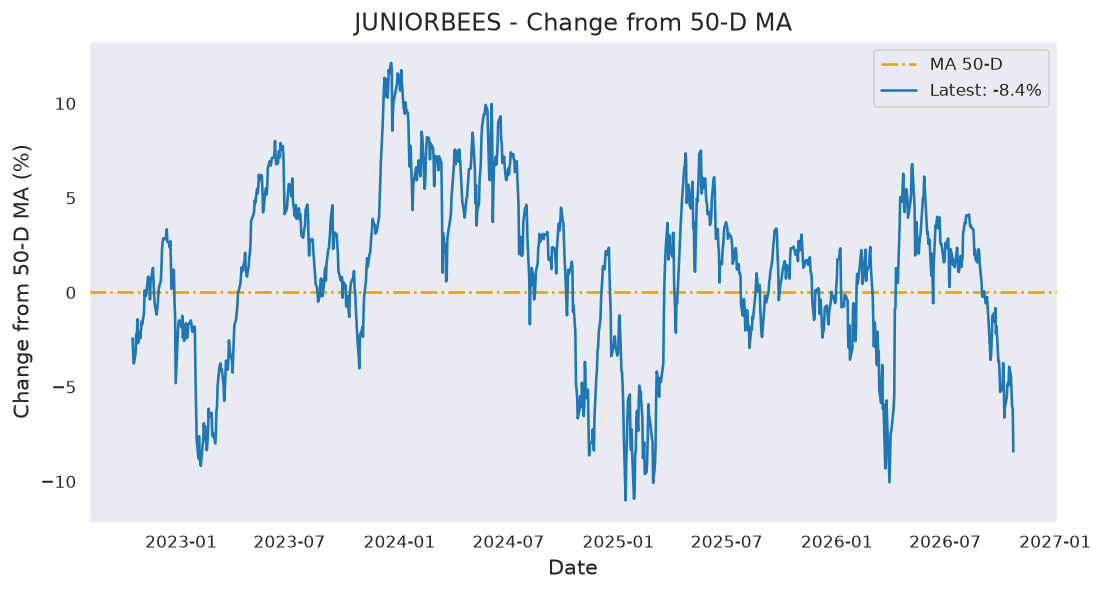 JUNIORBEES - Change from 50-D MA
MA 50-D
Latest: -8.4%
Change from 50-D MA (%)
10
5
0
−5
−10
2023-01
2023-07
2024-01
2024-07
2025-01
2025-07
2026-01
2026-07
2027-01
Date